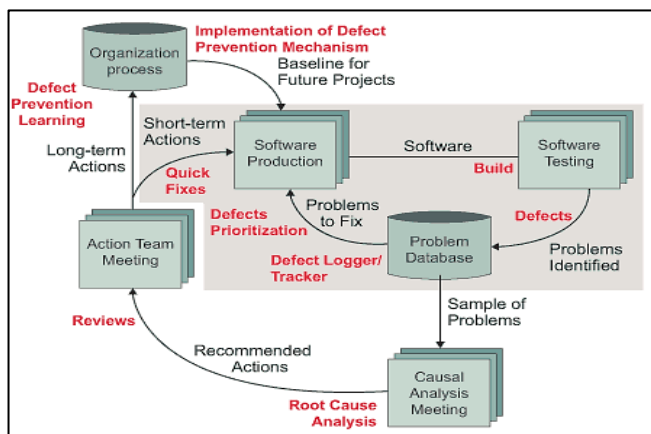 Organization
process
Implementation of Defect
Prevention Mechanism
Baseline for
Future Projects
Defect
Prevention
Learning
Long-term
Actions
Short-term
Actions
Quick
Fixes
Software
Production
Software
Build
Software
Testing
Defects
Prioritization
Problems
to Fix
Defects
Problems
Identified
Defect Logger/
Tracker
Problem
Database
Action Team
Meeting
Sample of
Problems
Reviews
Recommended
Actions
Root Cause
Analysis
Causal
Analysis
Meeting